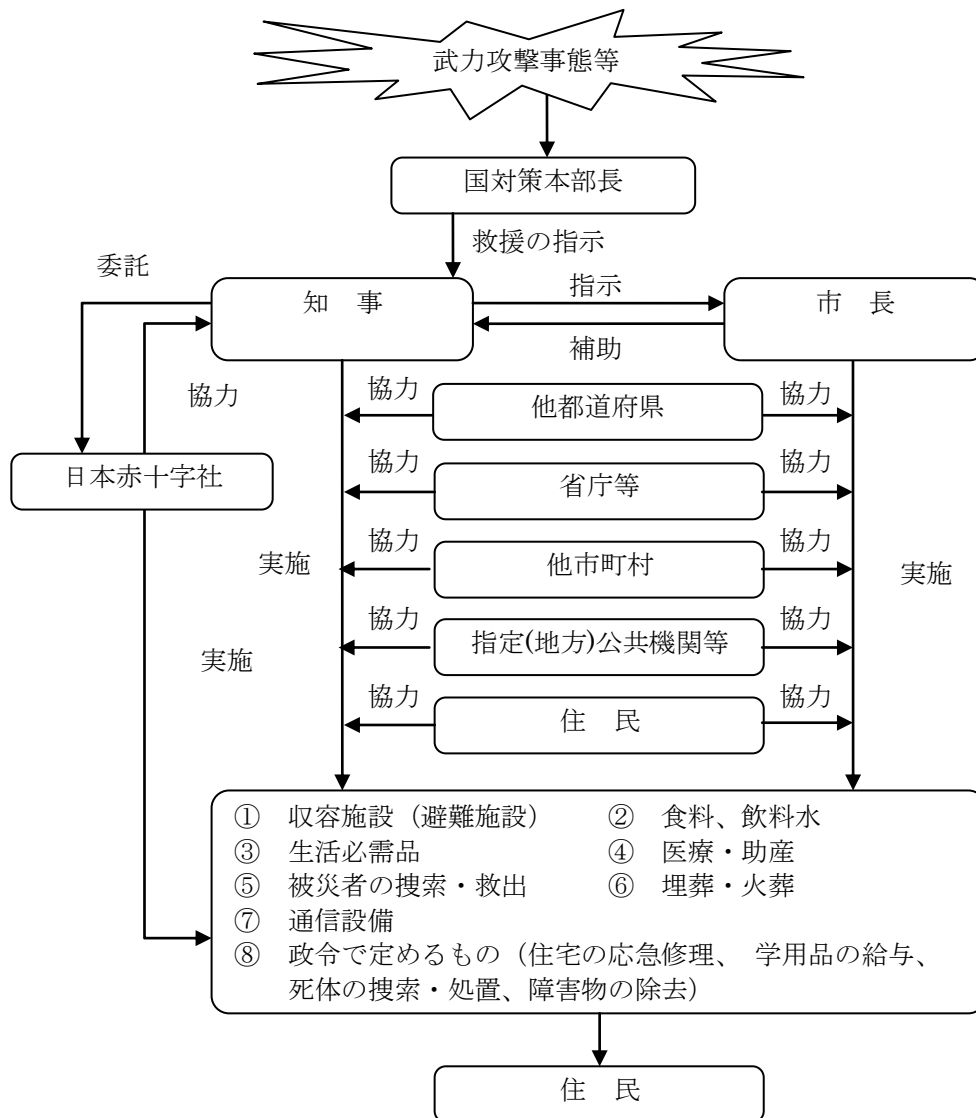 武力攻撃事態等
国対策本部長
救援の指示
委託
知　事
指示
市　長
補助
協力
協力
他都道府県
協力
日本赤十字社
協力
省庁等
協力
実施
協力
他市町村
協力
実施
実施
協力
指定(地方)公共機関等
協力
協力
住　民
協力
①　収容施設（避難施設）　②　食料、飲料水
③　生活必需品　④　医療・助産
⑤　被災者の捜索・救出　⑥　埋葬・火葬
⑦　通信設備
⑧　政令で定めるもの（住宅の応急修理、　学用品の給与、
死体の捜索・処置、障害物の除去）
住　民